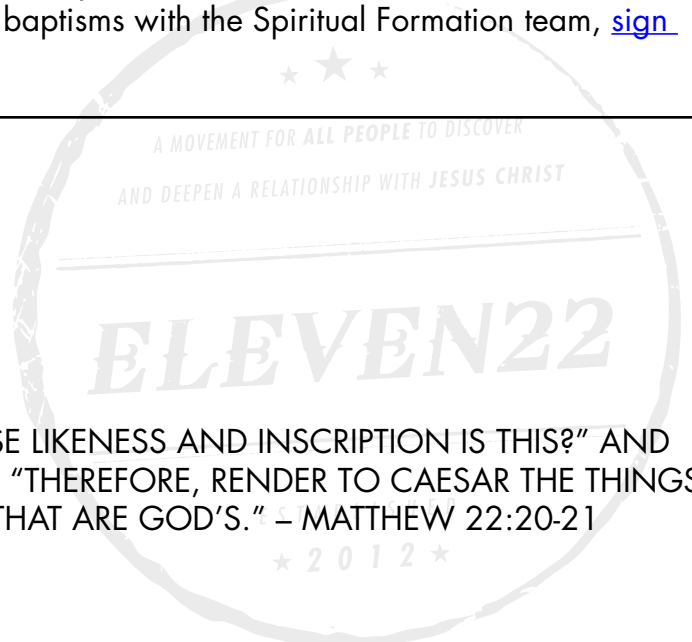 baptisms with the Spiritual Formation team, sign
★ ★ ★
A MOVEMENT FOR ALL PEOPLE TO DISCOVER
AND DEEPEN A RELATIONSHIP WITH JESUS CHRIST
ELEVEN22
SE LIKENESS AND INSCRIPTION IS THIS?” AND
“THEREFORE, RENDER TO CAESAR THE THINGS
THAT ARE GOD’S.” – MATTHEW 22:20-21
★ 2012 ★